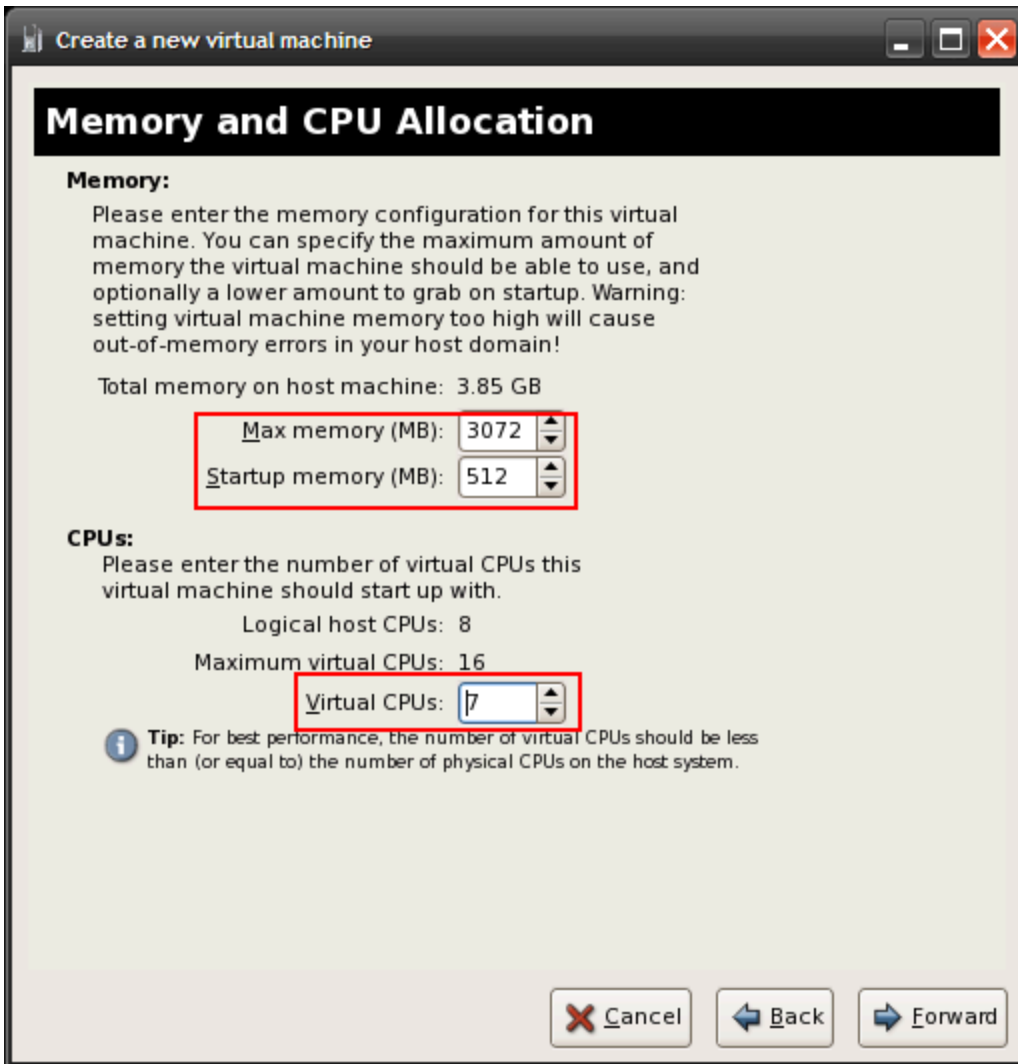 Create a new virtual machine
Memory and CPU Allocation
Memory:
Please enter the memory configuration for this virtual
machine. You can specify the maximum amount of
memory the virtual machine should be able to use, and
optionally a lower amount to grab on startup. Warning:
setting virtual machine memory too high will cause
out-of-memory errors in your host domain!
Total memory on host machine: 3.85 GB
Max memory (MB): 3072
Startup memory (MB): 512
CPUs:
Please enter the number of virtual CPUs this
virtual machine should start up with.
Logical host CPUs: 8
Maximum virtual CPUs: 16
Virtual CPUs: 7
Tip: For best performance, the number of virtual CPUs should be less
than (or equal to) the number of physical CPUs on the host system.
Cancel Back Forward